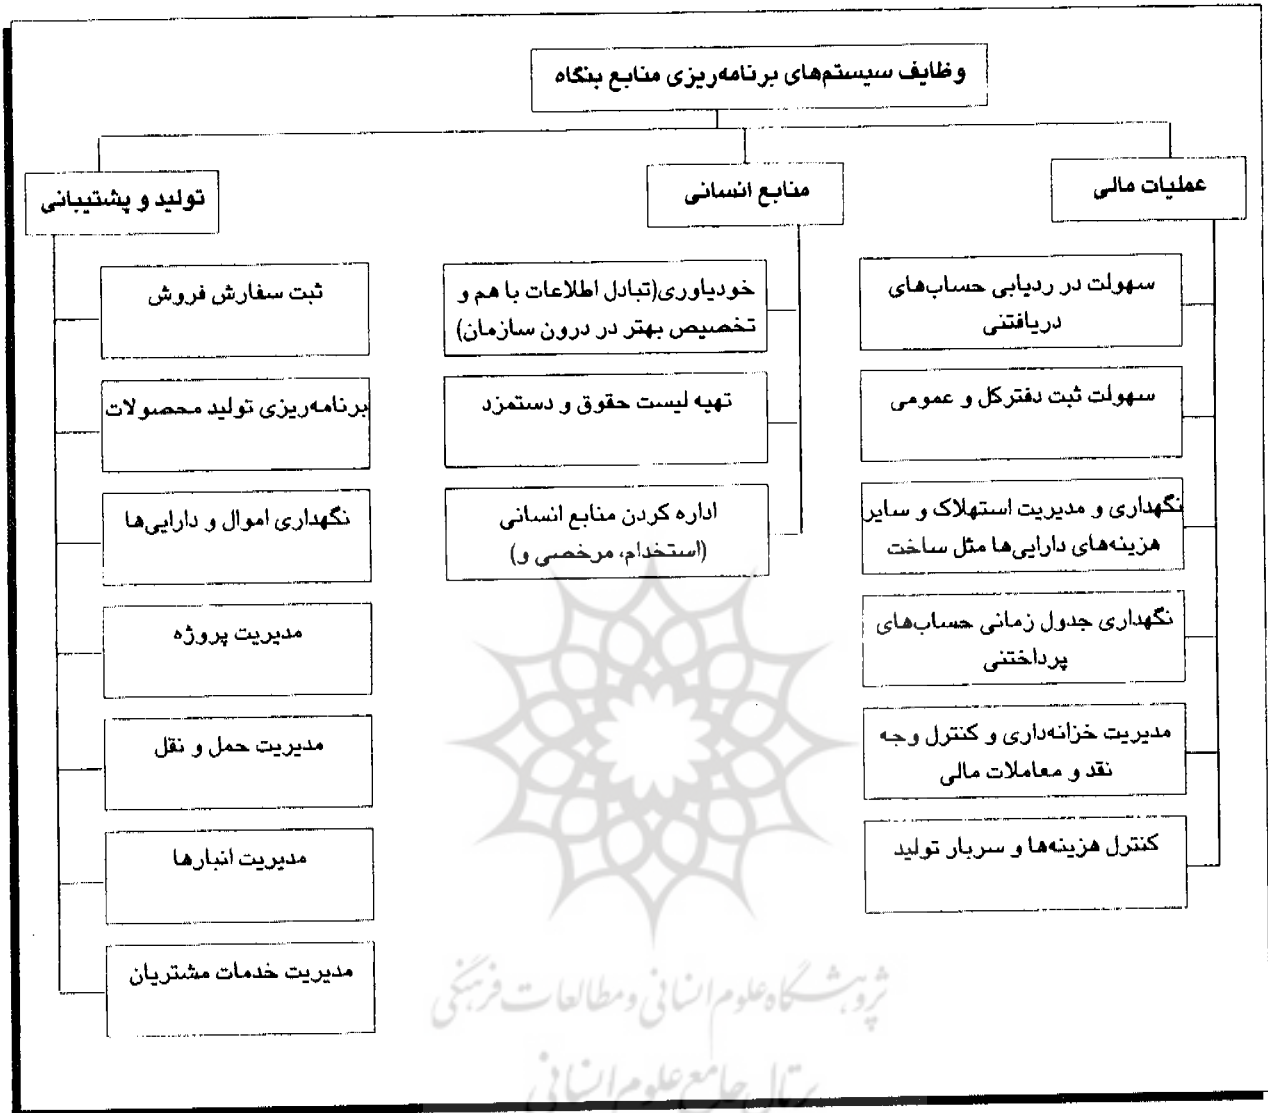 وظایف سیستم‌های برنامه‌ریزی منابع بنگاه
عملیات مالی
سهولت در ردیابی حساب‌های
دریافتنی
سهولت ثبت دفترکل و عمومی
نگهداری و مدیریت استهلاک و سایر
هزینه‌های دارایی‌ها مثل ساخت
نگهداری جدول زمانی حساب‌های
پرداختنی
مدیریت خزانه‌داری و کنترل وجه
نقد و معاملات مالی
کنترل هزینه‌ها و سربار تولید
منابع انسانی
خودیاوری(تبادل اطلاعات با هم و
تخصیص بهتر در درون سازمان)
تهیه لیست حقوق و دستمزد
اداره کردن منابع انسانی
(استخدام، مرخصی و)
تولید و پشتیبانی
ثبت سفارش فروش
برنامه‌ریزی تولید محصولات
نگهداری اموال و دارایی‌ها
مدیریت پروژه
مدیریت حمل و نقل
مدیریت انبارها
مدیریت خدمات مشتریان
پژوهشگاه علوم انسانی و مطالعات فرهنگی
پرتال جامع علوم انسانی